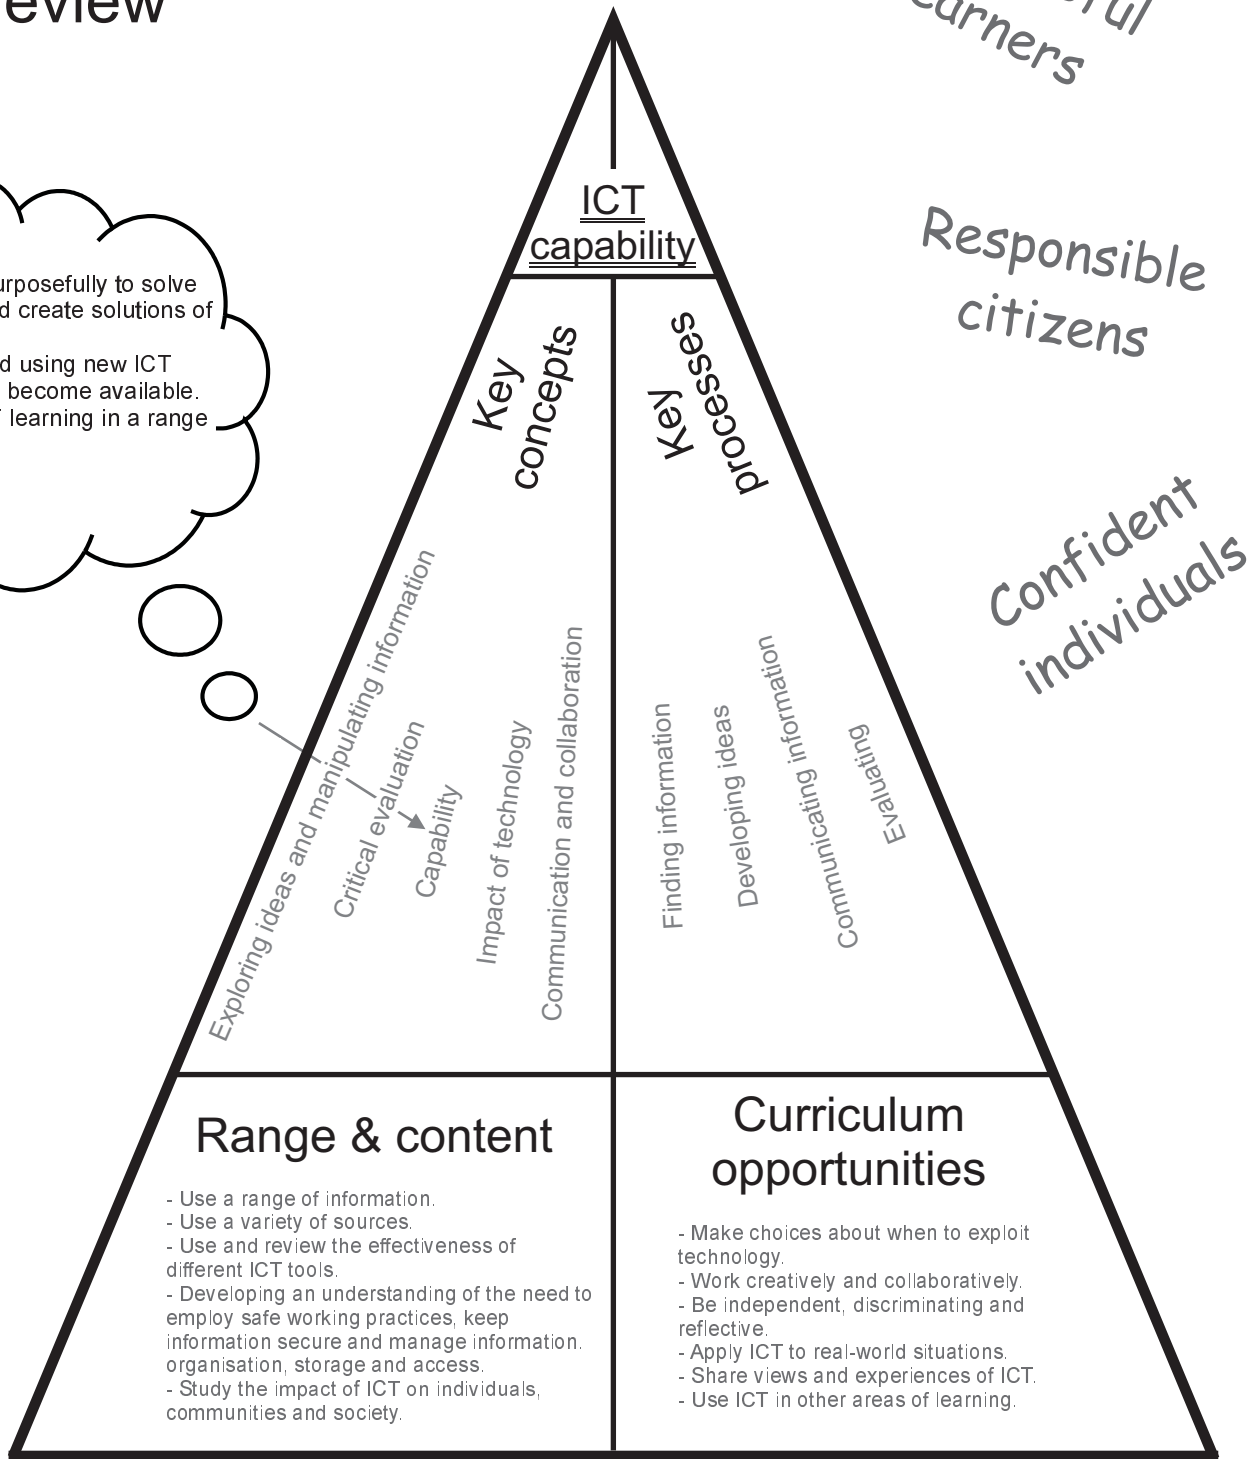 eview
ful
earners
Responsible
citizens
Confident
individuals
urposefully to solve
d create solutions of
d using new ICT
become available.
learning in a range
ICT
capability
Key
concepts
Key
processes
Exploring ideas and manipulating information
Critical evaluation
Capability
Impact of technology
Communication and collaboration
Finding information
Developing ideas
Communicating information
Evaluating
Range & content
- Use a range of information.
- Use a variety of sources.
- Use and review the effectiveness of
different ICT tools.
- Developing an understanding of the need to
employ safe working practices, keep
information secure and manage information.
organisation, storage and access.
- Study the impact of ICT on individuals,
communities and society.
Curriculum
opportunities
- Make choices about when to exploit
technology.
- Work creatively and collaboratively.
- Be independent, discriminating and
reflective.
- Apply ICT to real-world situations.
- Share views and experiences of ICT.
- Use ICT in other areas of learning.